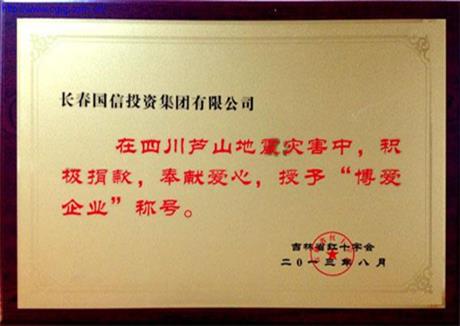 长春国信投资集团有限公司
在四川芦山地震灾害中，积
极捐款，奉献爱心，授予“博爱
企业”称号。
吉林省红十字会
二〇一三年八月